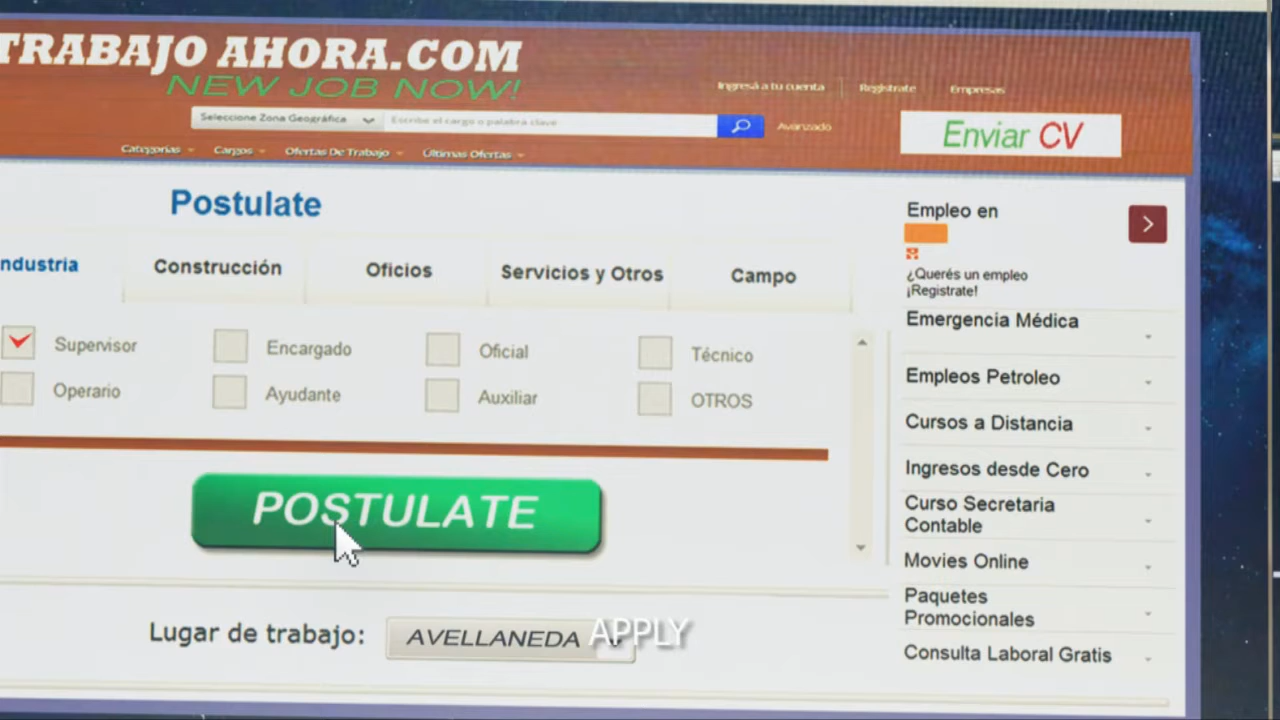 TRABAJO AHORA.COM
NEW JOB NOW!
Ingresá a tu cuenta
Registrate
Empresas
Seleccione Zona Geográfica
Escribe el cargo o palabra clave
Avanzado
Enviar CV
Categorías
Cargos
Ofertas De Trabajo
Últimas Ofertas
Postulate
Empleo en
¿Querés un empleo
¡Registrate!
ndustria
Construcción
Oficios
Servicios y Otros
Campo
Supervisor
Encargado
Oficial
Técnico
Operario
Ayudante
Auxiliar
OTROS
POSTULATE
Lugar de trabajo:
AVELLANEDA
APPLY
Emergencia Médica
Empleos Petroleo
Cursos a Distancia
Ingresos desde Cero
Curso Secretaria
Contable
Movies Online
Paquetes
Promocionales
Consulta Laboral Gratis